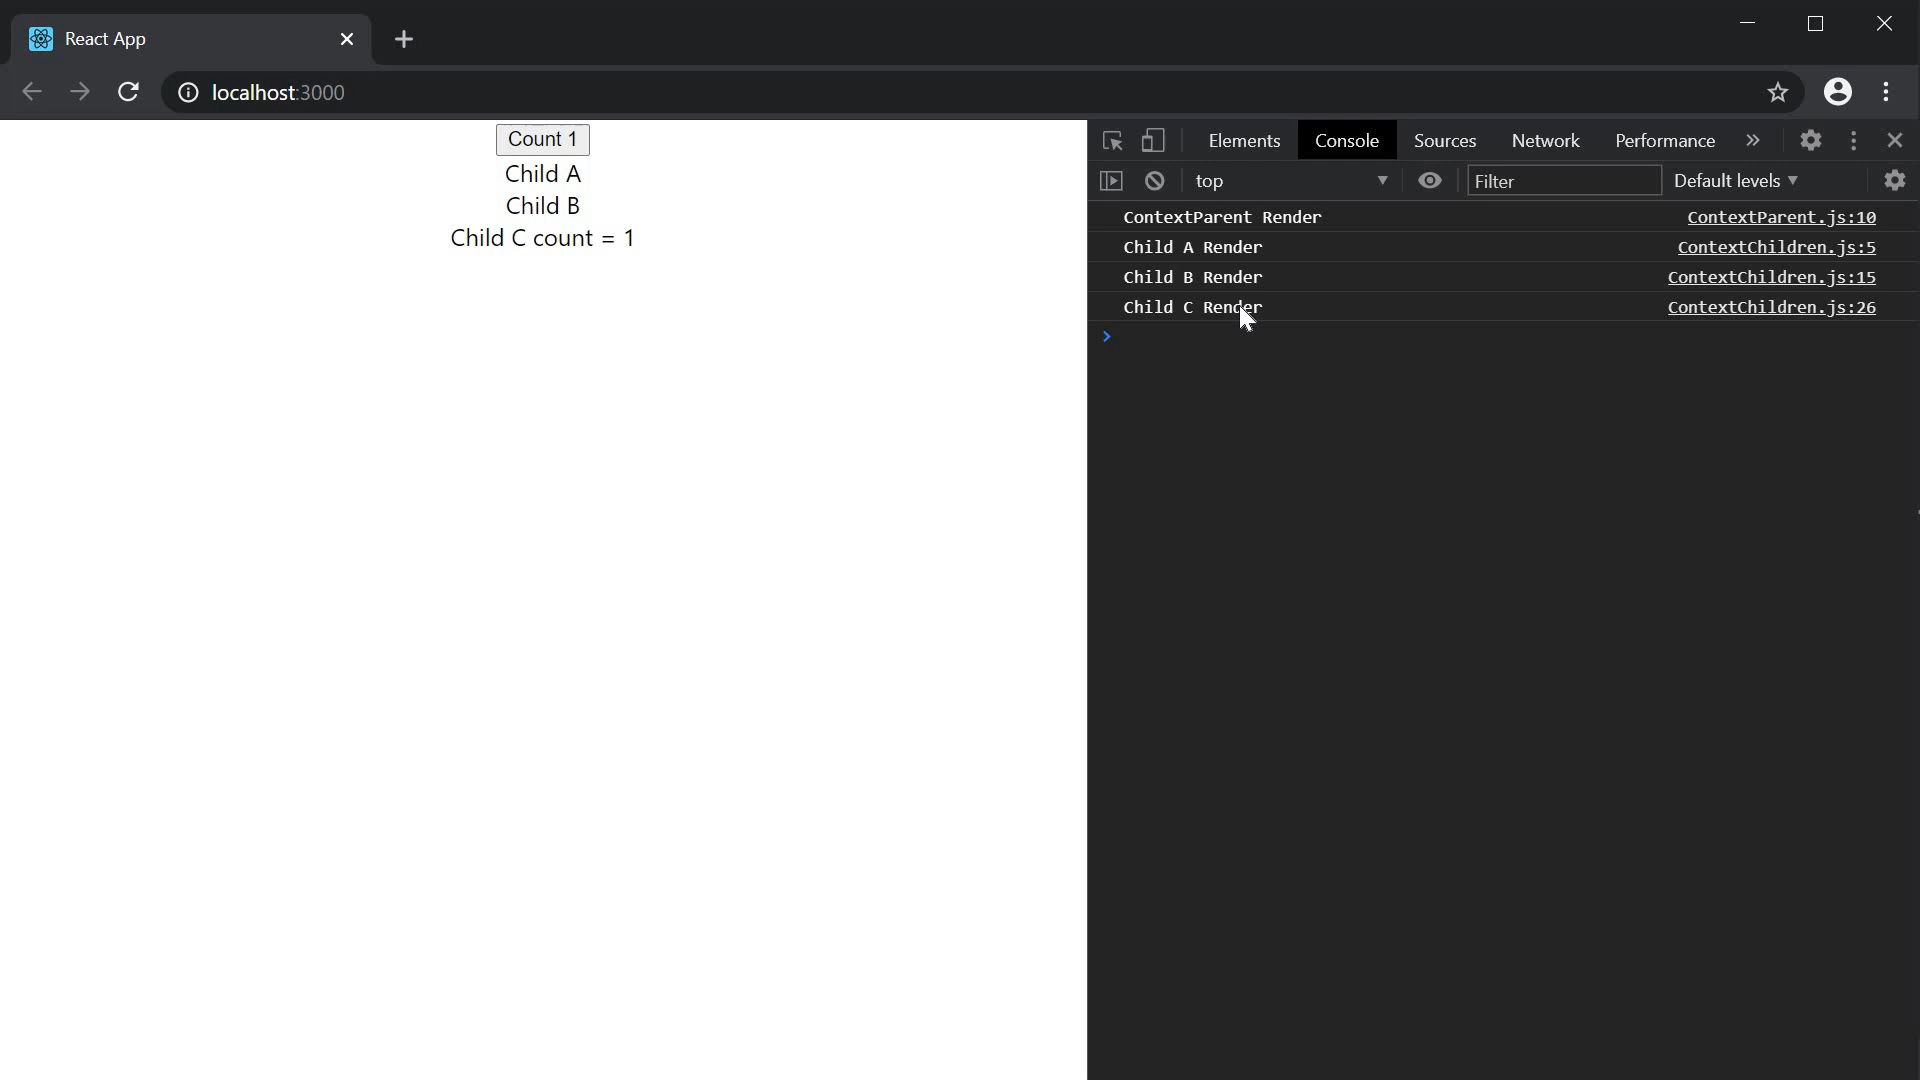 React App
localhost:3000
Count 1
Child A
Child B
Child C count = 1
Elements Console Sources Network Performance
top Filter Default levels
ContextParent Render ContextParent.js:10
Child A Render ContextChildren.js:5
Child B Render ContextChildren.js:15
Child C Render ContextChildren.js:26